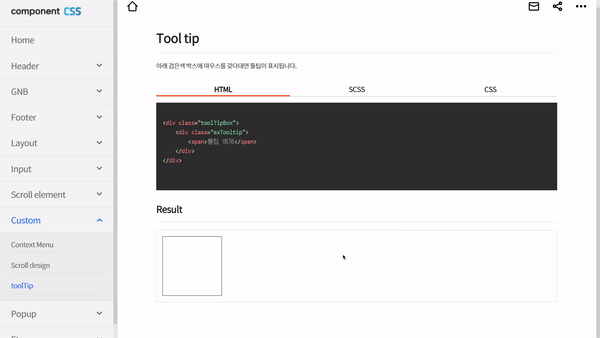 component CSS
Home
Header
GNB
Footer
Layout
Input
Scroll element
Custom
Context Menu
Scroll design
toolTip
Popup
Tool tip
아래 검은색 박스에 마우스를 갖다대면 툴팁이 표시됩니다.
HTML SCSS CSS
<div class="toolTipBox">
<div class="exTooltip">
<span>툴팁 예제</span>
</div>
</div>
Result